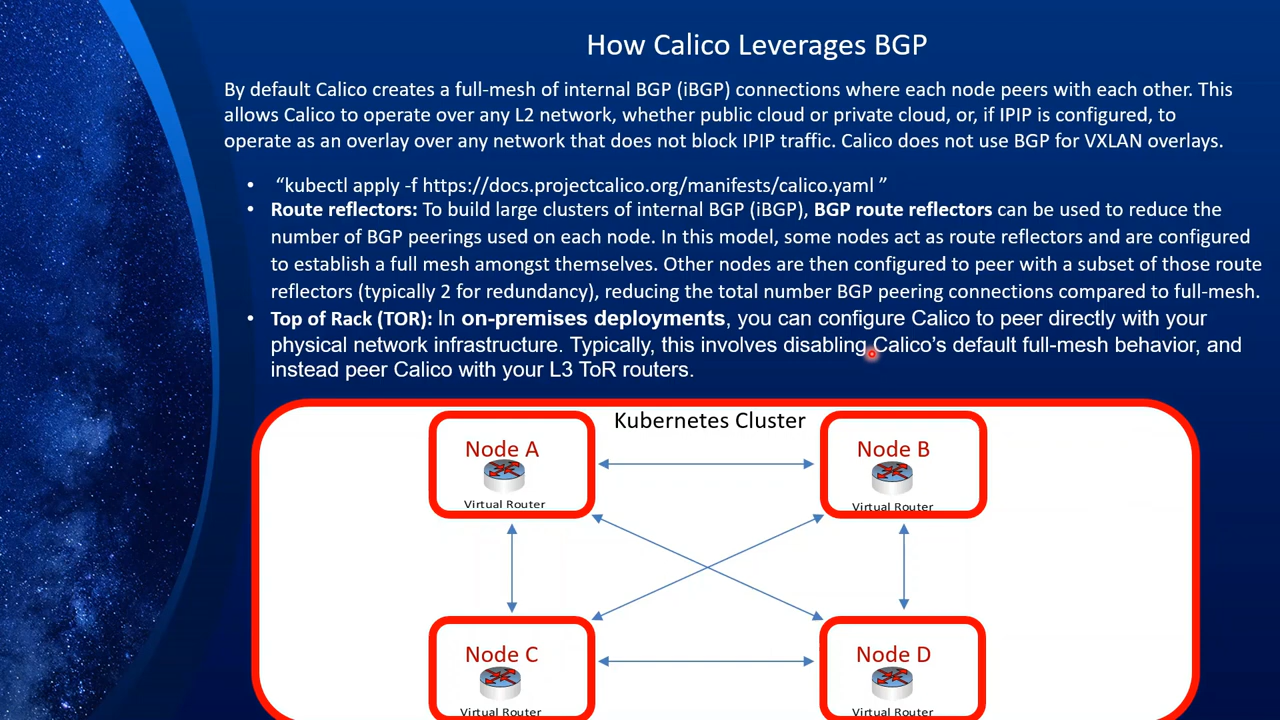 How Calico Leverages BGP
By default Calico creates a full-mesh of internal BGP (iBGP) connections where each node peers with each other. This
allows Calico to operate over any L2 network, whether public cloud or private cloud, or, if IPIP is configured, to
operate as an overlay over any network that does not block IPIP traffic. Calico does not use BGP for VXLAN overlays.
• “kubectl apply -f https://docs.projectcalico.org/manifests/calico.yaml ”
• Route reflectors: To build large clusters of internal BGP (iBGP), BGP route reflectors can be used to reduce the
number of BGP peerings used on each node. In this model, some nodes act as route reflectors and are configured
to establish a full mesh amongst themselves. Other nodes are then configured to peer with a subset of those route
reflectors (typically 2 for redundancy), reducing the total number BGP peering connections compared to full-mesh.
• Top of Rack (TOR): In on-premises deployments, you can configure Calico to peer directly with your
physical network infrastructure. Typically, this involves disabling Calico’s default full-mesh behavior, and
instead peer Calico with your L3 ToR routers.
Kubernetes Cluster
Node A
Virtual Router
Node B
Virtual Router
Node C
Virtual Router
Node D
Virtual Router